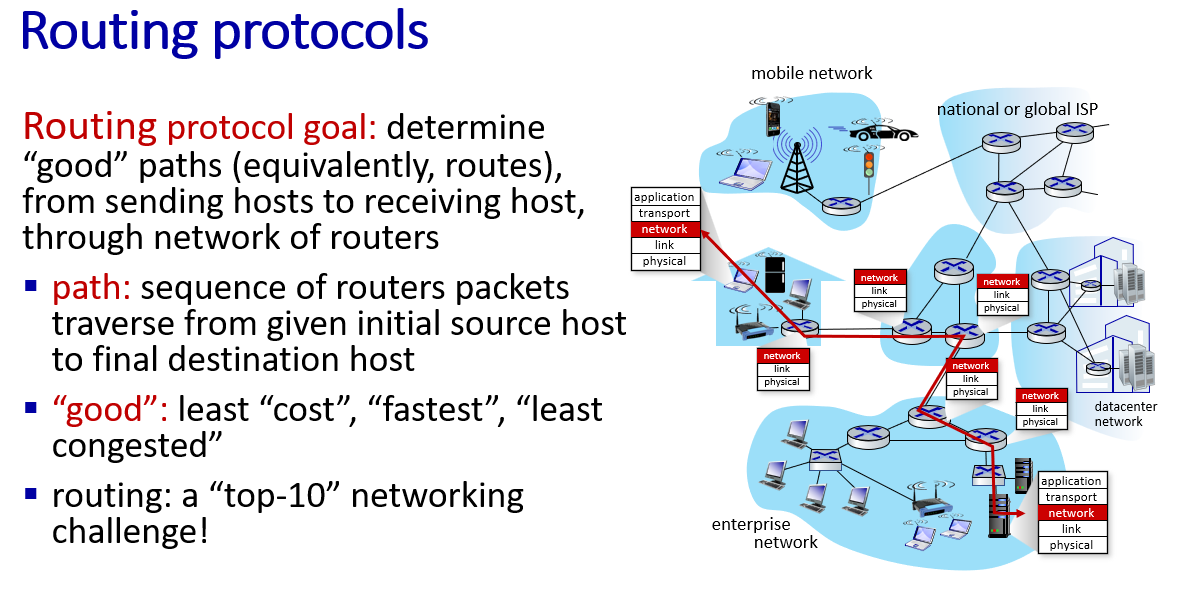 Routing protocols
Routing protocol goal: determine
“good” paths (equivalently, routes),
from sending hosts to receiving host,
through network of routers
▪ path: sequence of routers packets
traverse from given initial source host
to final destination host
▪ “good”: least “cost”, “fastest”, “least
congested”
▪ routing: a “top-10” networking
challenge!
mobile network
national or global ISP
application
transport
network
link
physical
network
link
physical
network
link
physical
network
link
physical
network
link
physical
network
link
physical
datacenter
network
application
transport
network
link
physical
enterprise
network